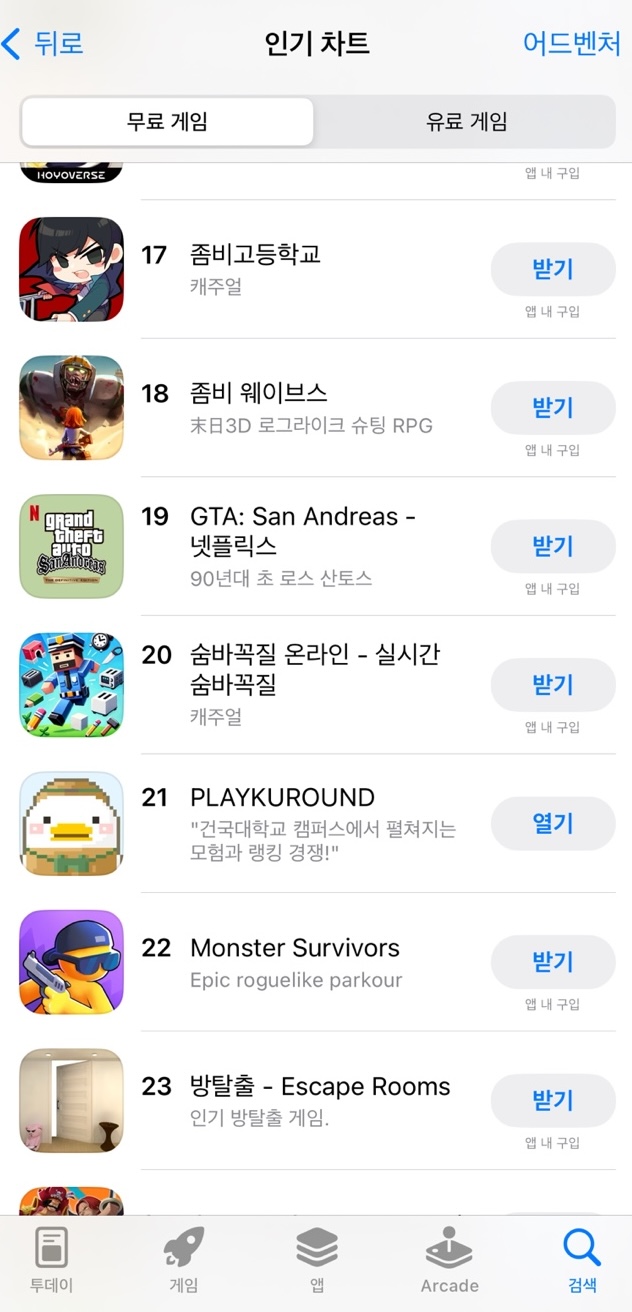 뒤로
인기 차트
어드벤처
무료 게임
유료 게임
HOYOVERSE
앱 내 구입
17
좀비고등학교
캐주얼
받기
앱 내 구입
18
좀비 웨이브스
末日3D 로그라이크 슈팅 RPG
받기
앱 내 구입
N
grand
theft
auto
San Andreas
THE DEFINITIVE EDITION
19
GTA: San Andreas -
넷플릭스
90년대 초 로스 산토스
받기
앱 내 구입
20
숨바꼭질 온라인 - 실시간
숨바꼭질
캐주얼
받기
앱 내 구입
21
PLAYKUROUND
"건국대학교 캠퍼스에서 펼쳐지는
모험과 랭킹 경쟁!"
열기
22
Monster Survivors
Epic roguelike parkour
받기
앱 내 구입
23
방탈출 - Escape Rooms
인기 방탈출 게임.
받기
앱 내 구입
투데이
게임
앱
Arcade
검색